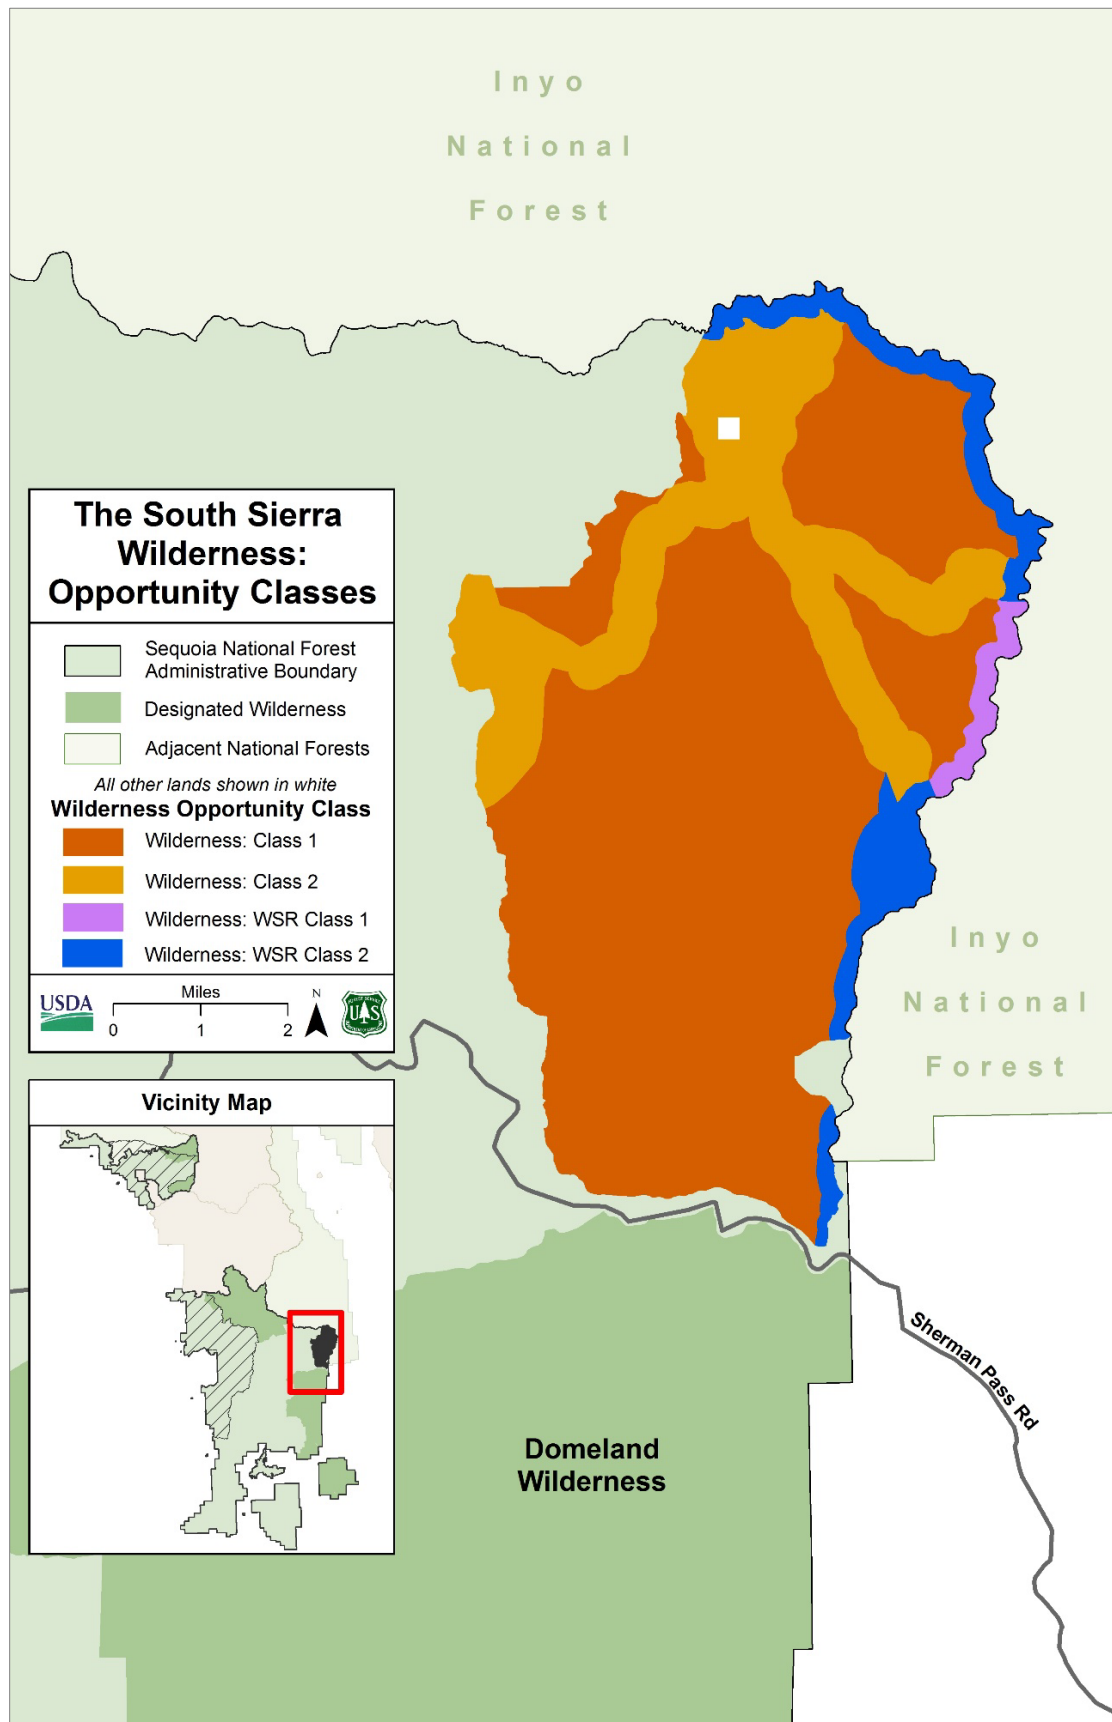 Inyo
National
Forest
The South Sierra
Wilderness:
Opportunity Classes
Sequoia National Forest
Administrative Boundary
Designated Wilderness
Adjacent National Forests
All other lands shown in white
Wilderness Opportunity Class
Wilderness: Class 1
Wilderness: Class 2
Wilderness: WSR Class 1
Wilderness: WSR Class 2
USDA
Miles
0 1 2
N
U S
Inyo
National
Forest
Vicinity Map
Sherman Pass Rd
Domeland
Wilderness